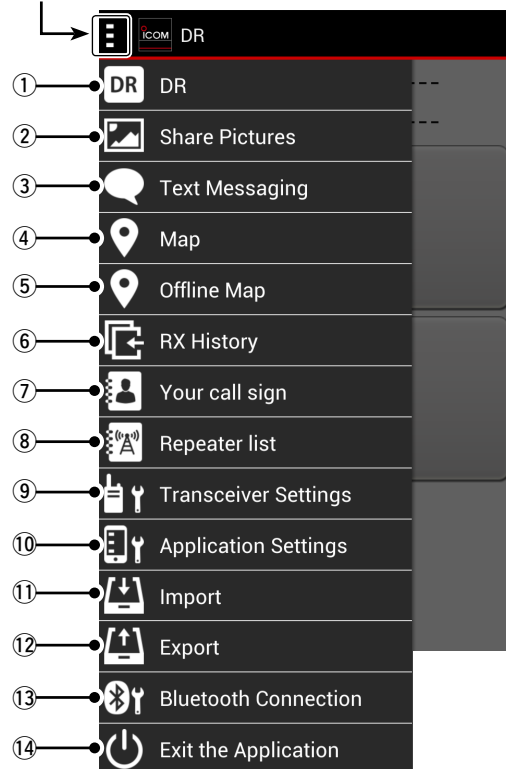 ICOM DR
① DR DR
② Share Pictures
③ Text Messaging
④ Map
⑤ Offline Map
⑥ RX History
⑦ Your call sign
⑧ Repeater list
⑨ Transceiver Settings
⑩ Application Settings
⑪ Import
⑫ Export
⑬ Bluetooth Connection
⑭ Exit the Application